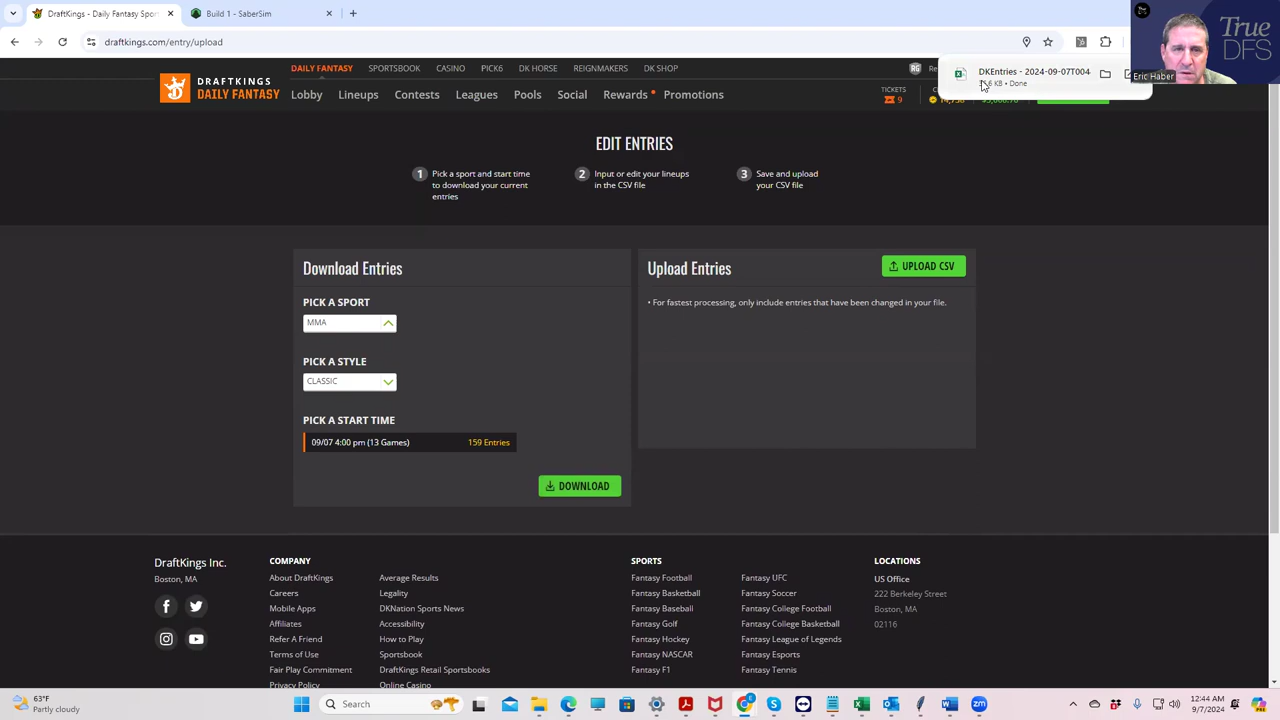 DraftKings - Daily Fantasy Spor
Build 1 - SaberSim
draftkings.com/entry/upload
True
DFS
Eric Haber
DKEntries - 2024-09-07T004
KB • Done
DAILY FANTASY
SPORTSBOOK
CASINO
PICK6
DK HORSE
REIGNMAKERS
DK SHOP
RG
DRAFTKINGS
DAILY FANTASY
Lobby
Lineups
Contests
Leagues
Pools
Social
Rewards
Promotions
TICKETS
9
EDIT ENTRIES
1 Pick a sport and start time
to download your current
entries
2 Input or edit your lineups
in the CSV file
3 Save and upload
your CSV file
Download Entries
PICK A SPORT
MMA
PICK A STYLE
CLASSIC
PICK A START TIME
09/07 4:00 pm (13 Games) 159 Entries
DOWNLOAD
Upload Entries
UPLOAD CSV
• For fastest processing, only include entries that have been changed in your file.
DraftKings Inc.
Boston, MA
COMPANY
About DraftKings
Careers
Mobile Apps
Affiliates
Refer A Friend
Terms of Use
Fair Play Commitment
Privacy Policy
Average Results
Legality
DKNation Sports News
Accessibility
How to Play
Sportsbook
DraftKings Retail Sportsbooks
Online Casino
SPORTS
Fantasy Football
Fantasy Basketball
Fantasy Baseball
Fantasy Golf
Fantasy Hockey
Fantasy NASCAR
Fantasy F1
Fantasy UFC
Fantasy Soccer
Fantasy College Football
Fantasy College Basketball
Fantasy League of Legends
Fantasy Esports
Fantasy Tennis
LOCATIONS
US Office
222 Berkeley Street
Boston, MA
02116
63°F
Partly cloudy
Search
12:44 AM
9/7/2024